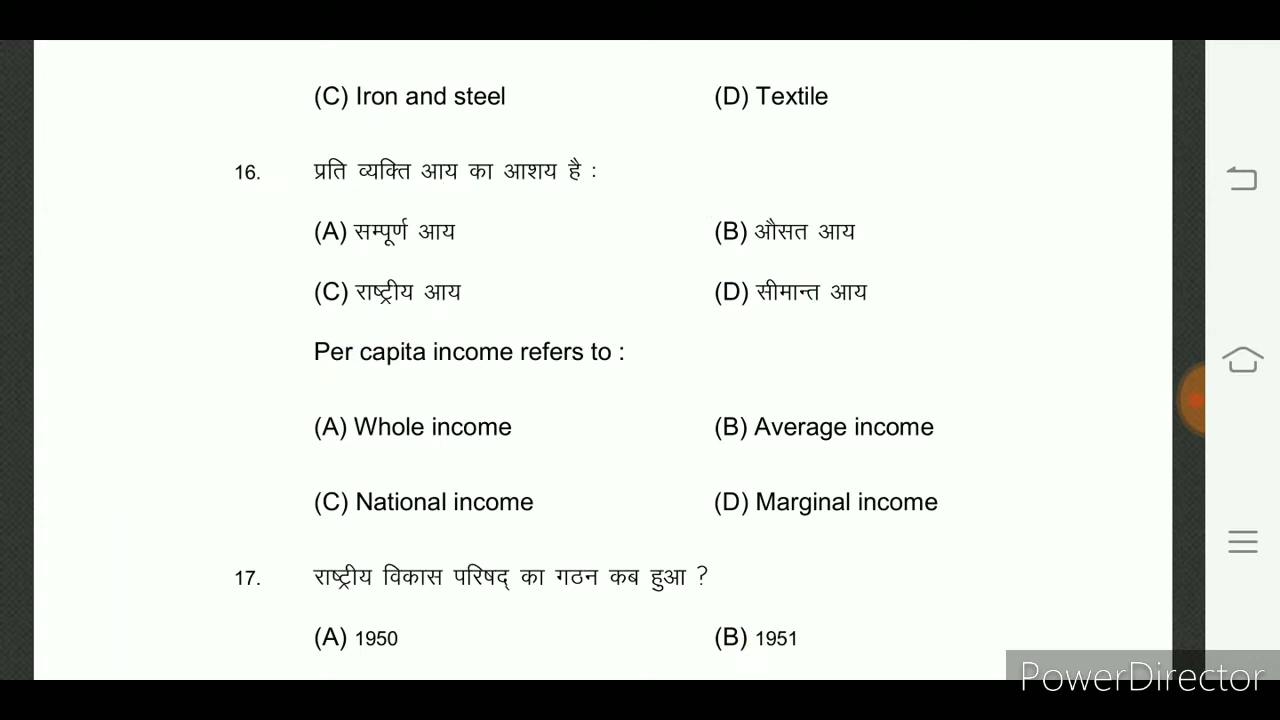 (C) Iron and steel (D) Textile
16. प्रति व्यक्ति आय का आशय है :
(A) सम्पूर्ण आय (B) औसत आय
(C) राष्ट्रीय आय (D) सीमान्त आय
Per capita income refers to :
(A) Whole income (B) Average income
(C) National income (D) Marginal income
17. राष्ट्रीय विकास परिषद् का गठन कब हुआ ?
(A) 1950 (B) 1951
PowerDirector